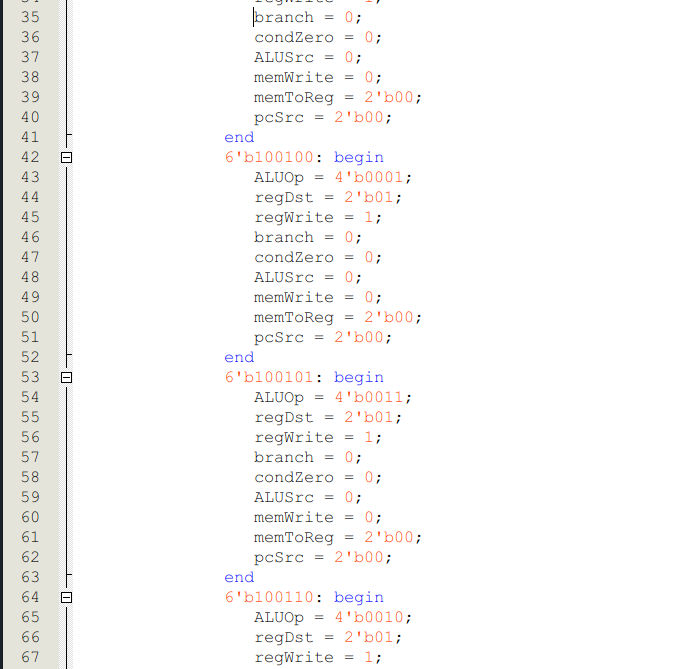 35 branch = 0;
36 condZero = 0;
37 ALUSrc = 0;
38 memWrite = 0;
39 memToReg = 2'b00;
40 pcSrc = 2'b00;
41 end
42 6'b100100: begin
43 ALUOp = 4'b0001;
44 regDst = 2'b01;
45 regWrite = 1;
46 branch = 0;
47 condZero = 0;
48 ALUSrc = 0;
49 memWrite = 0;
50 memToReg = 2'b00;
51 pcSrc = 2'b00;
52 end
53 6'b100101: begin
54 ALUOp = 4'b0011;
55 regDst = 2'b01;
56 regWrite = 1;
57 branch = 0;
58 condZero = 0;
59 ALUSrc = 0;
60 memWrite = 0;
61 memToReg = 2'b00;
62 pcSrc = 2'b00;
63 end
64 6'b100110: begin
65 ALUOp = 4'b0010;
66 regDst = 2'b01;
67 regWrite = 1;